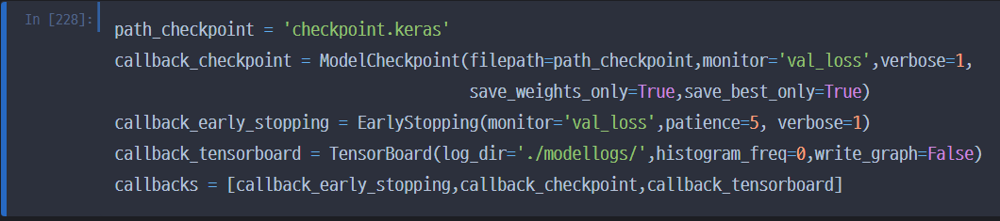 In [228]:
path_checkpoint = 'checkpoint.keras'
callback_checkpoint = ModelCheckpoint(filepath=path_checkpoint,monitor='val_loss',verbose=1,
save_weights_only=True,save_best_only=True)
callback_early_stopping = EarlyStopping(monitor='val_loss',patience=5, verbose=1)
callback_tensorboard = TensorBoard(log_dir='./modellogs/',histogram_freq=0,write_graph=False)
callbacks = [callback_early_stopping,callback_checkpoint,callback_tensorboard]